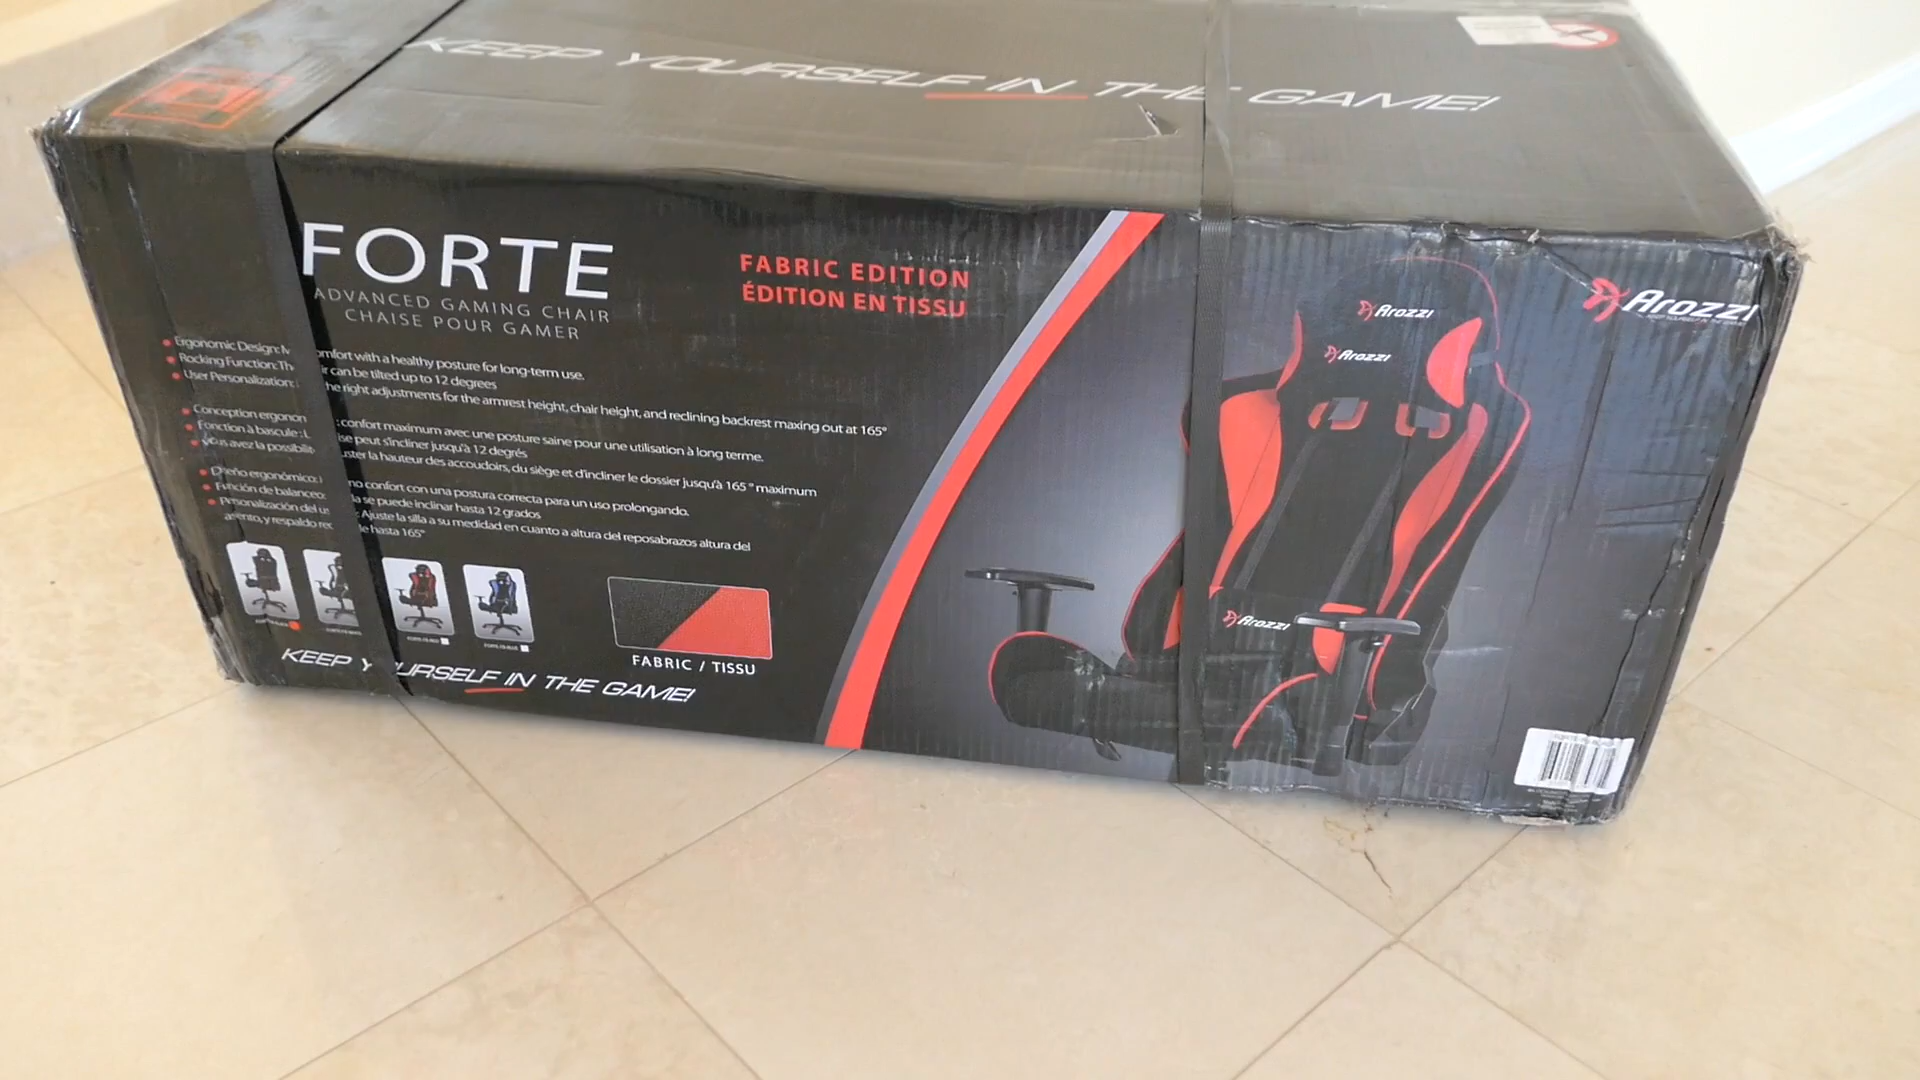 KEEP YOURSELF IN THE GAME!
FORTE
ADVANCED GAMING CHAIR
CHAISE POUR GAMER
FABRIC EDITION
ÉDITION EN TISSU
Arozzi
Arozzi
Arozzi
Arozzi
Ergonomic Design: M omfort with a healthy posture for long-term use.
Rocking Function: Th ir can be tilted up to 12 degrees
User Personalization: he right adjustments for the armrest height, chair height, and reclining backrest maxing out at 165°
Conception ergonon confort maximum avec une posture saine pour une utilisation à long terme.
Fonction à bascule: L ise peut s'incliner jusqu'à 12 degrés
Vous avez la possibilit uster la hauteur des accoudoirs, du siège et d'incliner le dossier jusqu'à 165° maximum
Diseño ergonómico: no confort con una postura correcta para un uso prolongando.
Función de balanceo: la se puede inclinar hasta 12 grados
Personalización del us Ajuste la silla a su medidad en cuanto a altura del reposabrazos altura del
asiento, y respaldo rec le hasta 165°
FABRIC / TISSU
KEEP YOURSELF IN THE GAME!